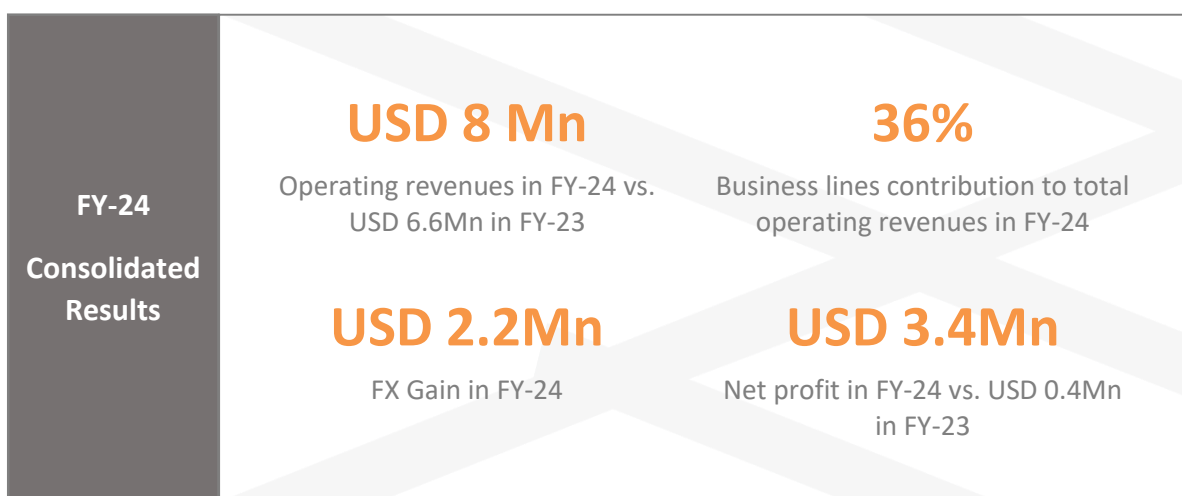 FY-24
Consolidated
Results
USD 8 Mn
Operating revenues in FY-24 vs.
USD 6.6Mn in FY-23
36%
Business lines contribution to total
operating revenues in FY-24
USD 2.2Mn
FX Gain in FY-24
USD 3.4Mn
Net profit in FY-24 vs. USD 0.4Mn
in FY-23